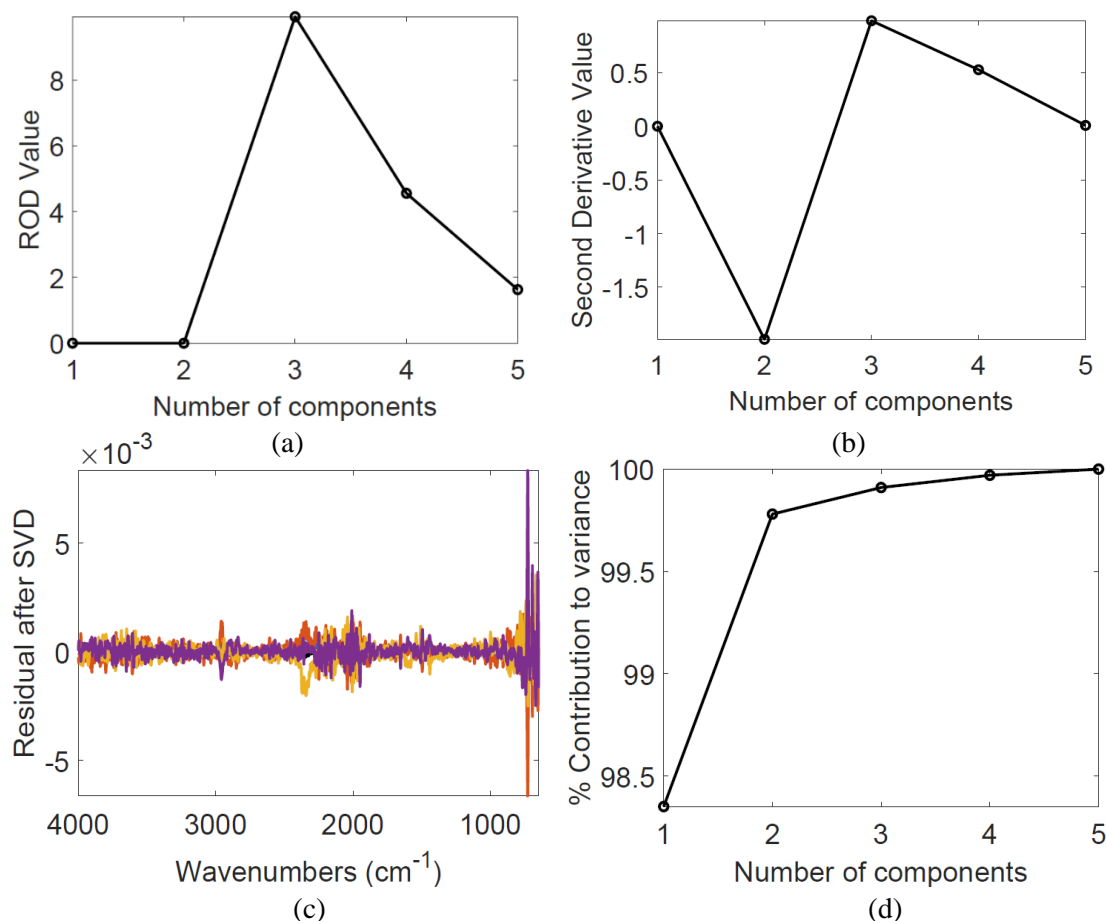 ROD Value
8
6
4
2
0
1 2 3 4 5
Number of components
(a)
Second Derivative Value
0.5
0
-0.5
-1
-1.5
1 2 3 4 5
Number of components
(b)
×10⁻³
Residual after SVD
5
0
-5
4000 3000 2000 1000
Wavenumbers (cm⁻¹)
(c)
% Contribution to variance
100
99.5
99
98.5
1 2 3 4 5
Number of components
(d)